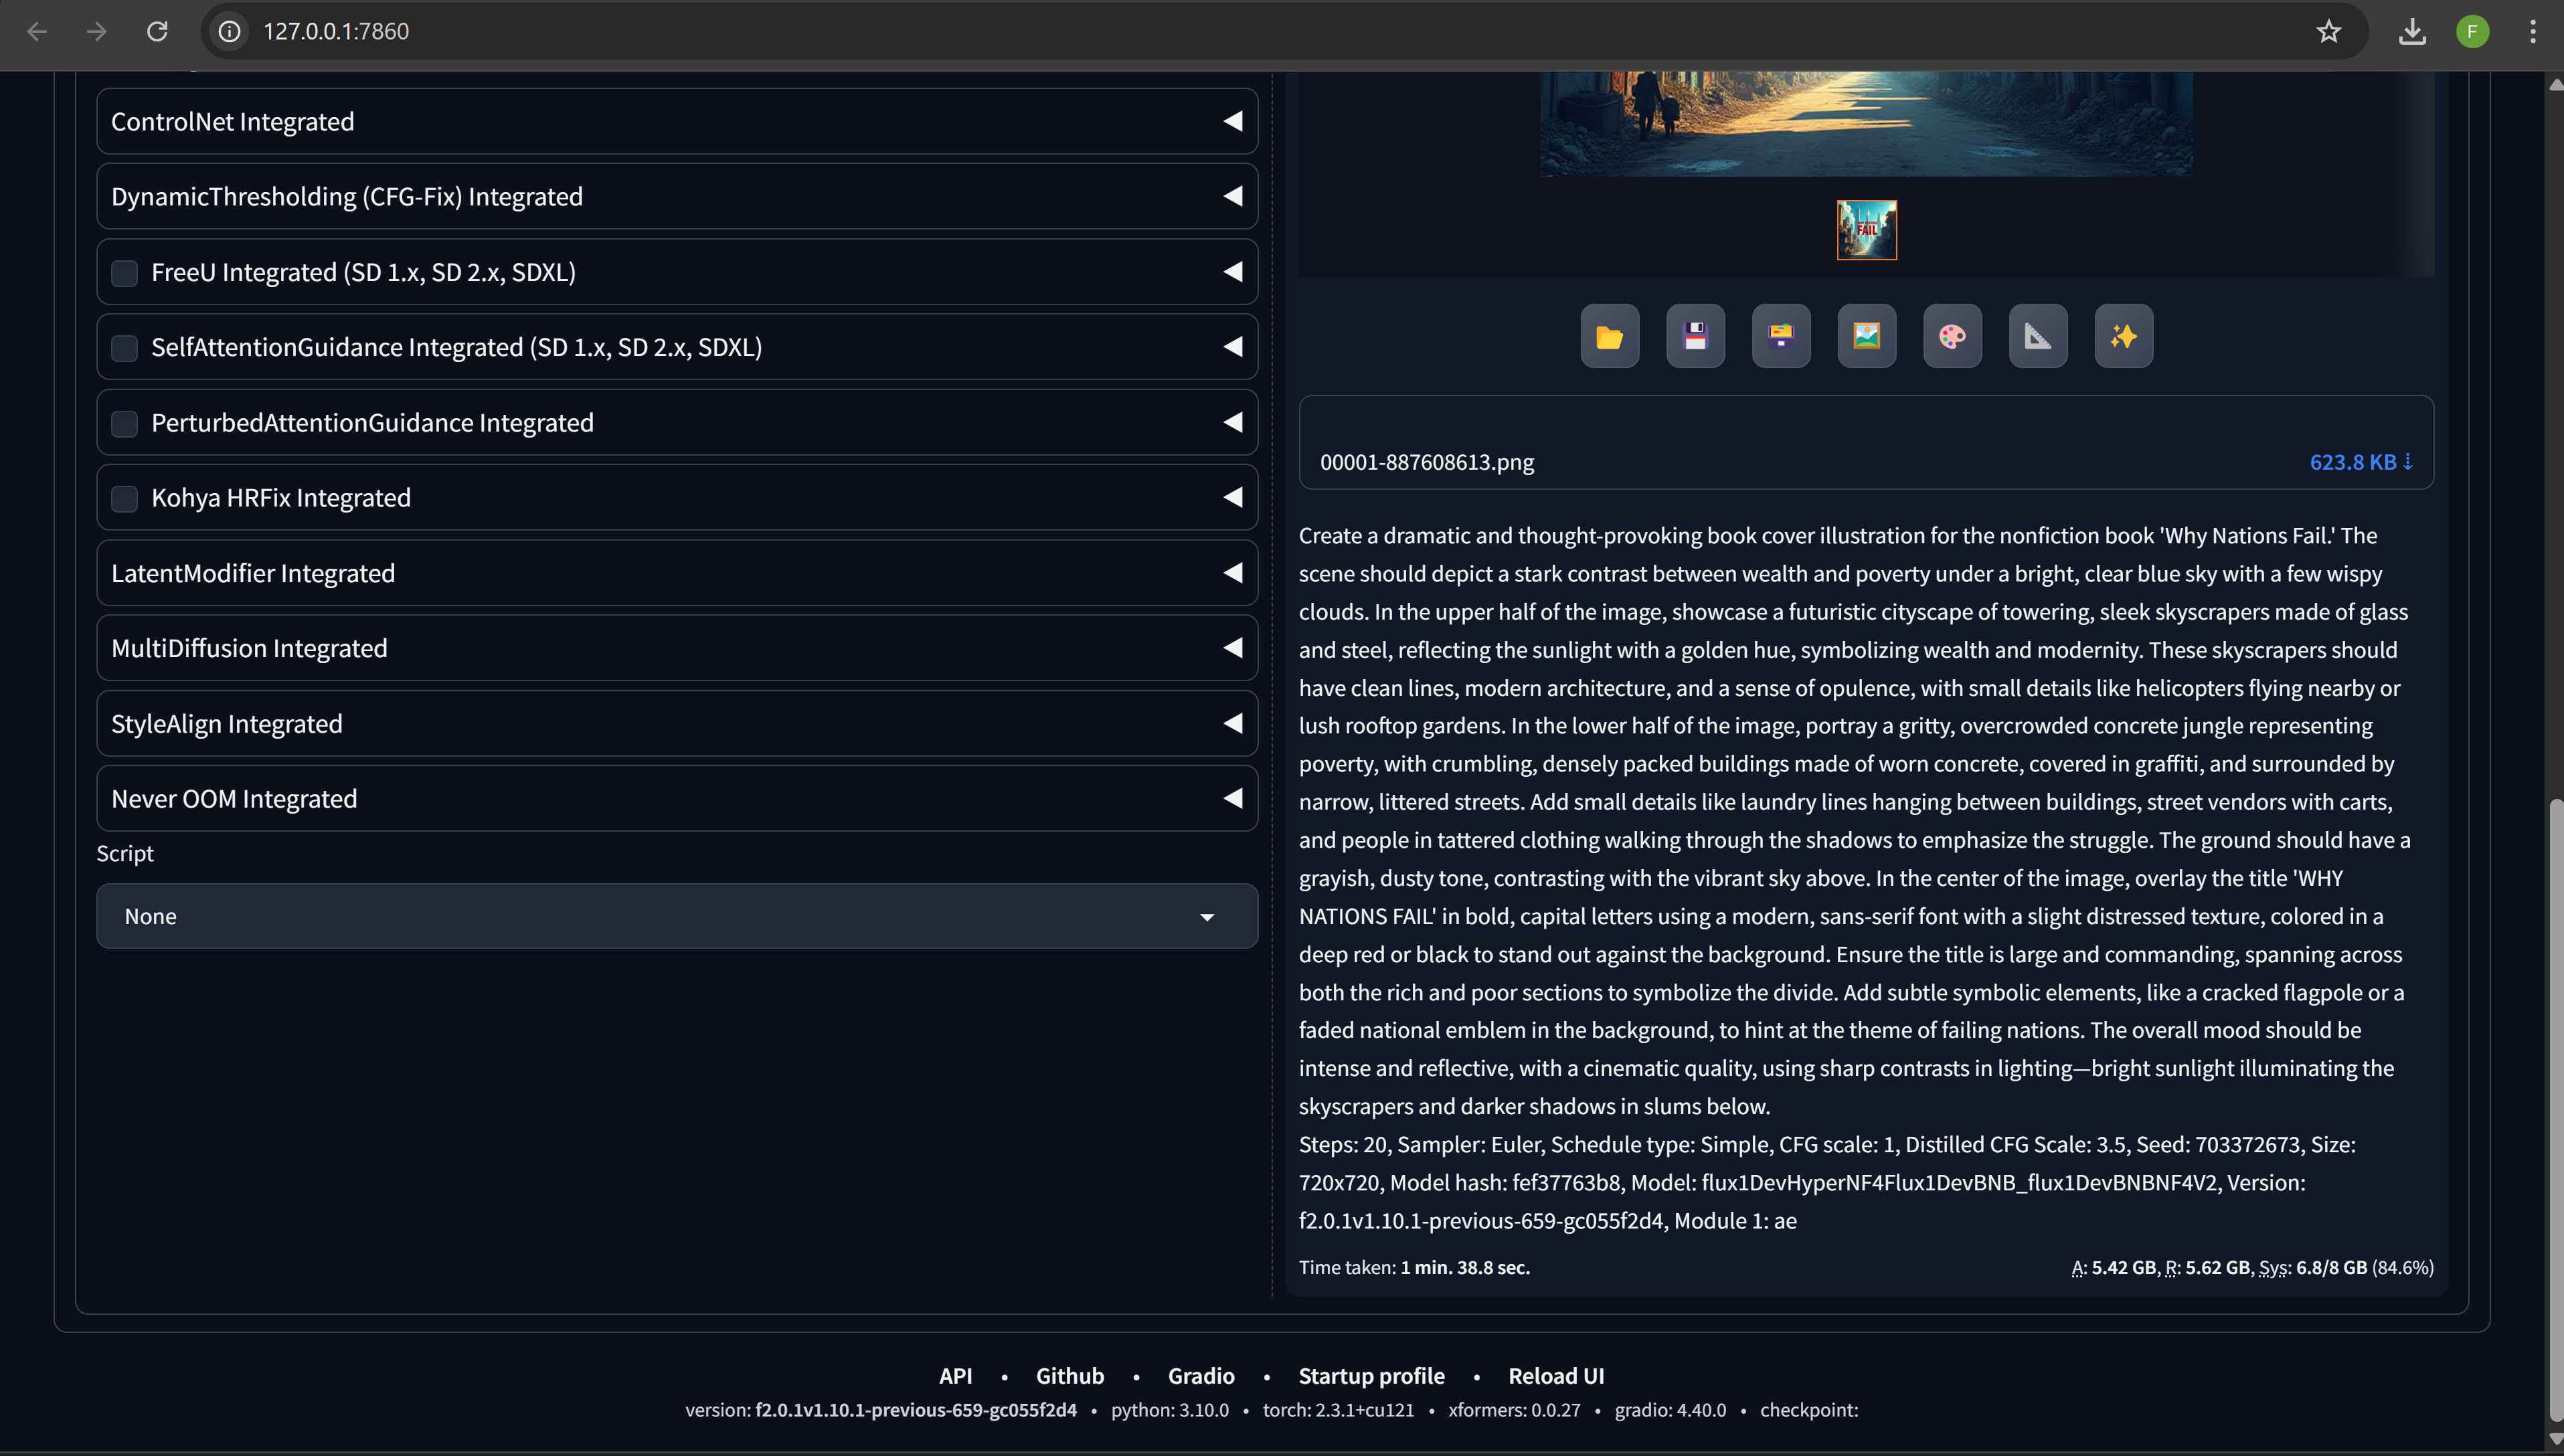 127.0.0.1:7860
F
ControlNet Integrated
DynamicThresholding (CFG-Fix) Integrated
FreeU Integrated (SD 1.x, SD 2.x, SDXL)
SelfAttentionGuidance Integrated (SD 1.x, SD 2.x, SDXL)
PerturbedAttentionGuidance Integrated
Kohya HRFix Integrated
LatentModifier Integrated
MultiDiffusion Integrated
StyleAlign Integrated
Never OOM Integrated
Script
None
FAIL
00001-887608613.png
623.8 KB ⇣
Create a dramatic and thought-provoking book cover illustration for the nonfiction book 'Why Nations Fail.' The
scene should depict a stark contrast between wealth and poverty under a bright, clear blue sky with a few wispy
clouds. In the upper half of the image, showcase a futuristic cityscape of towering, sleek skyscrapers made of glass
and steel, reflecting the sunlight with a golden hue, symbolizing wealth and modernity. These skyscrapers should
have clean lines, modern architecture, and a sense of opulence, with small details like helicopters flying nearby or
lush rooftop gardens. In the lower half of the image, portray a gritty, overcrowded concrete jungle representing
poverty, with crumbling, densely packed buildings made of worn concrete, covered in graffiti, and surrounded by
narrow, littered streets. Add small details like laundry lines hanging between buildings, street vendors with carts,
and people in tattered clothing walking through the shadows to emphasize the struggle. The ground should have a
grayish, dusty tone, contrasting with the vibrant sky above. In the center of the image, overlay the title 'WHY
NATIONS FAIL' in bold, capital letters using a modern, sans-serif font with a slight distressed texture, colored in a
deep red or black to stand out against the background. Ensure the title is large and commanding, spanning across
both the rich and poor sections to symbolize the divide. Add subtle symbolic elements, like a cracked flagpole or a
faded national emblem in the background, to hint at the theme of failing nations. The overall mood should be
intense and reflective, with a cinematic quality, using sharp contrasts in lighting—bright sunlight illuminating the
skyscrapers and darker shadows in slums below.
Steps: 20, Sampler: Euler, Schedule type: Simple, CFG scale: 1, Distilled CFG Scale: 3.5, Seed: 703372673, Size:
720x720, Model hash: fef37763b8, Model: flux1DevHyperNF4Flux1DevBNB_flux1DevBNBNF4V2, Version:
f2.0.1v1.10.1-previous-659-gc055f2d4, Module 1: ae
Time taken: 1 min. 38.8 sec.
A: 5.42 GB, R: 5.62 GB, Sys: 6.8/8 GB (84.6%)
API • Github • Gradio • Startup profile • Reload UI
version: f2.0.1v1.10.1-previous-659-gc055f2d4 • python: 3.10.0 • torch: 2.3.1+cu121 • xformers: 0.0.27 • gradio: 4.40.0 • checkpoint: